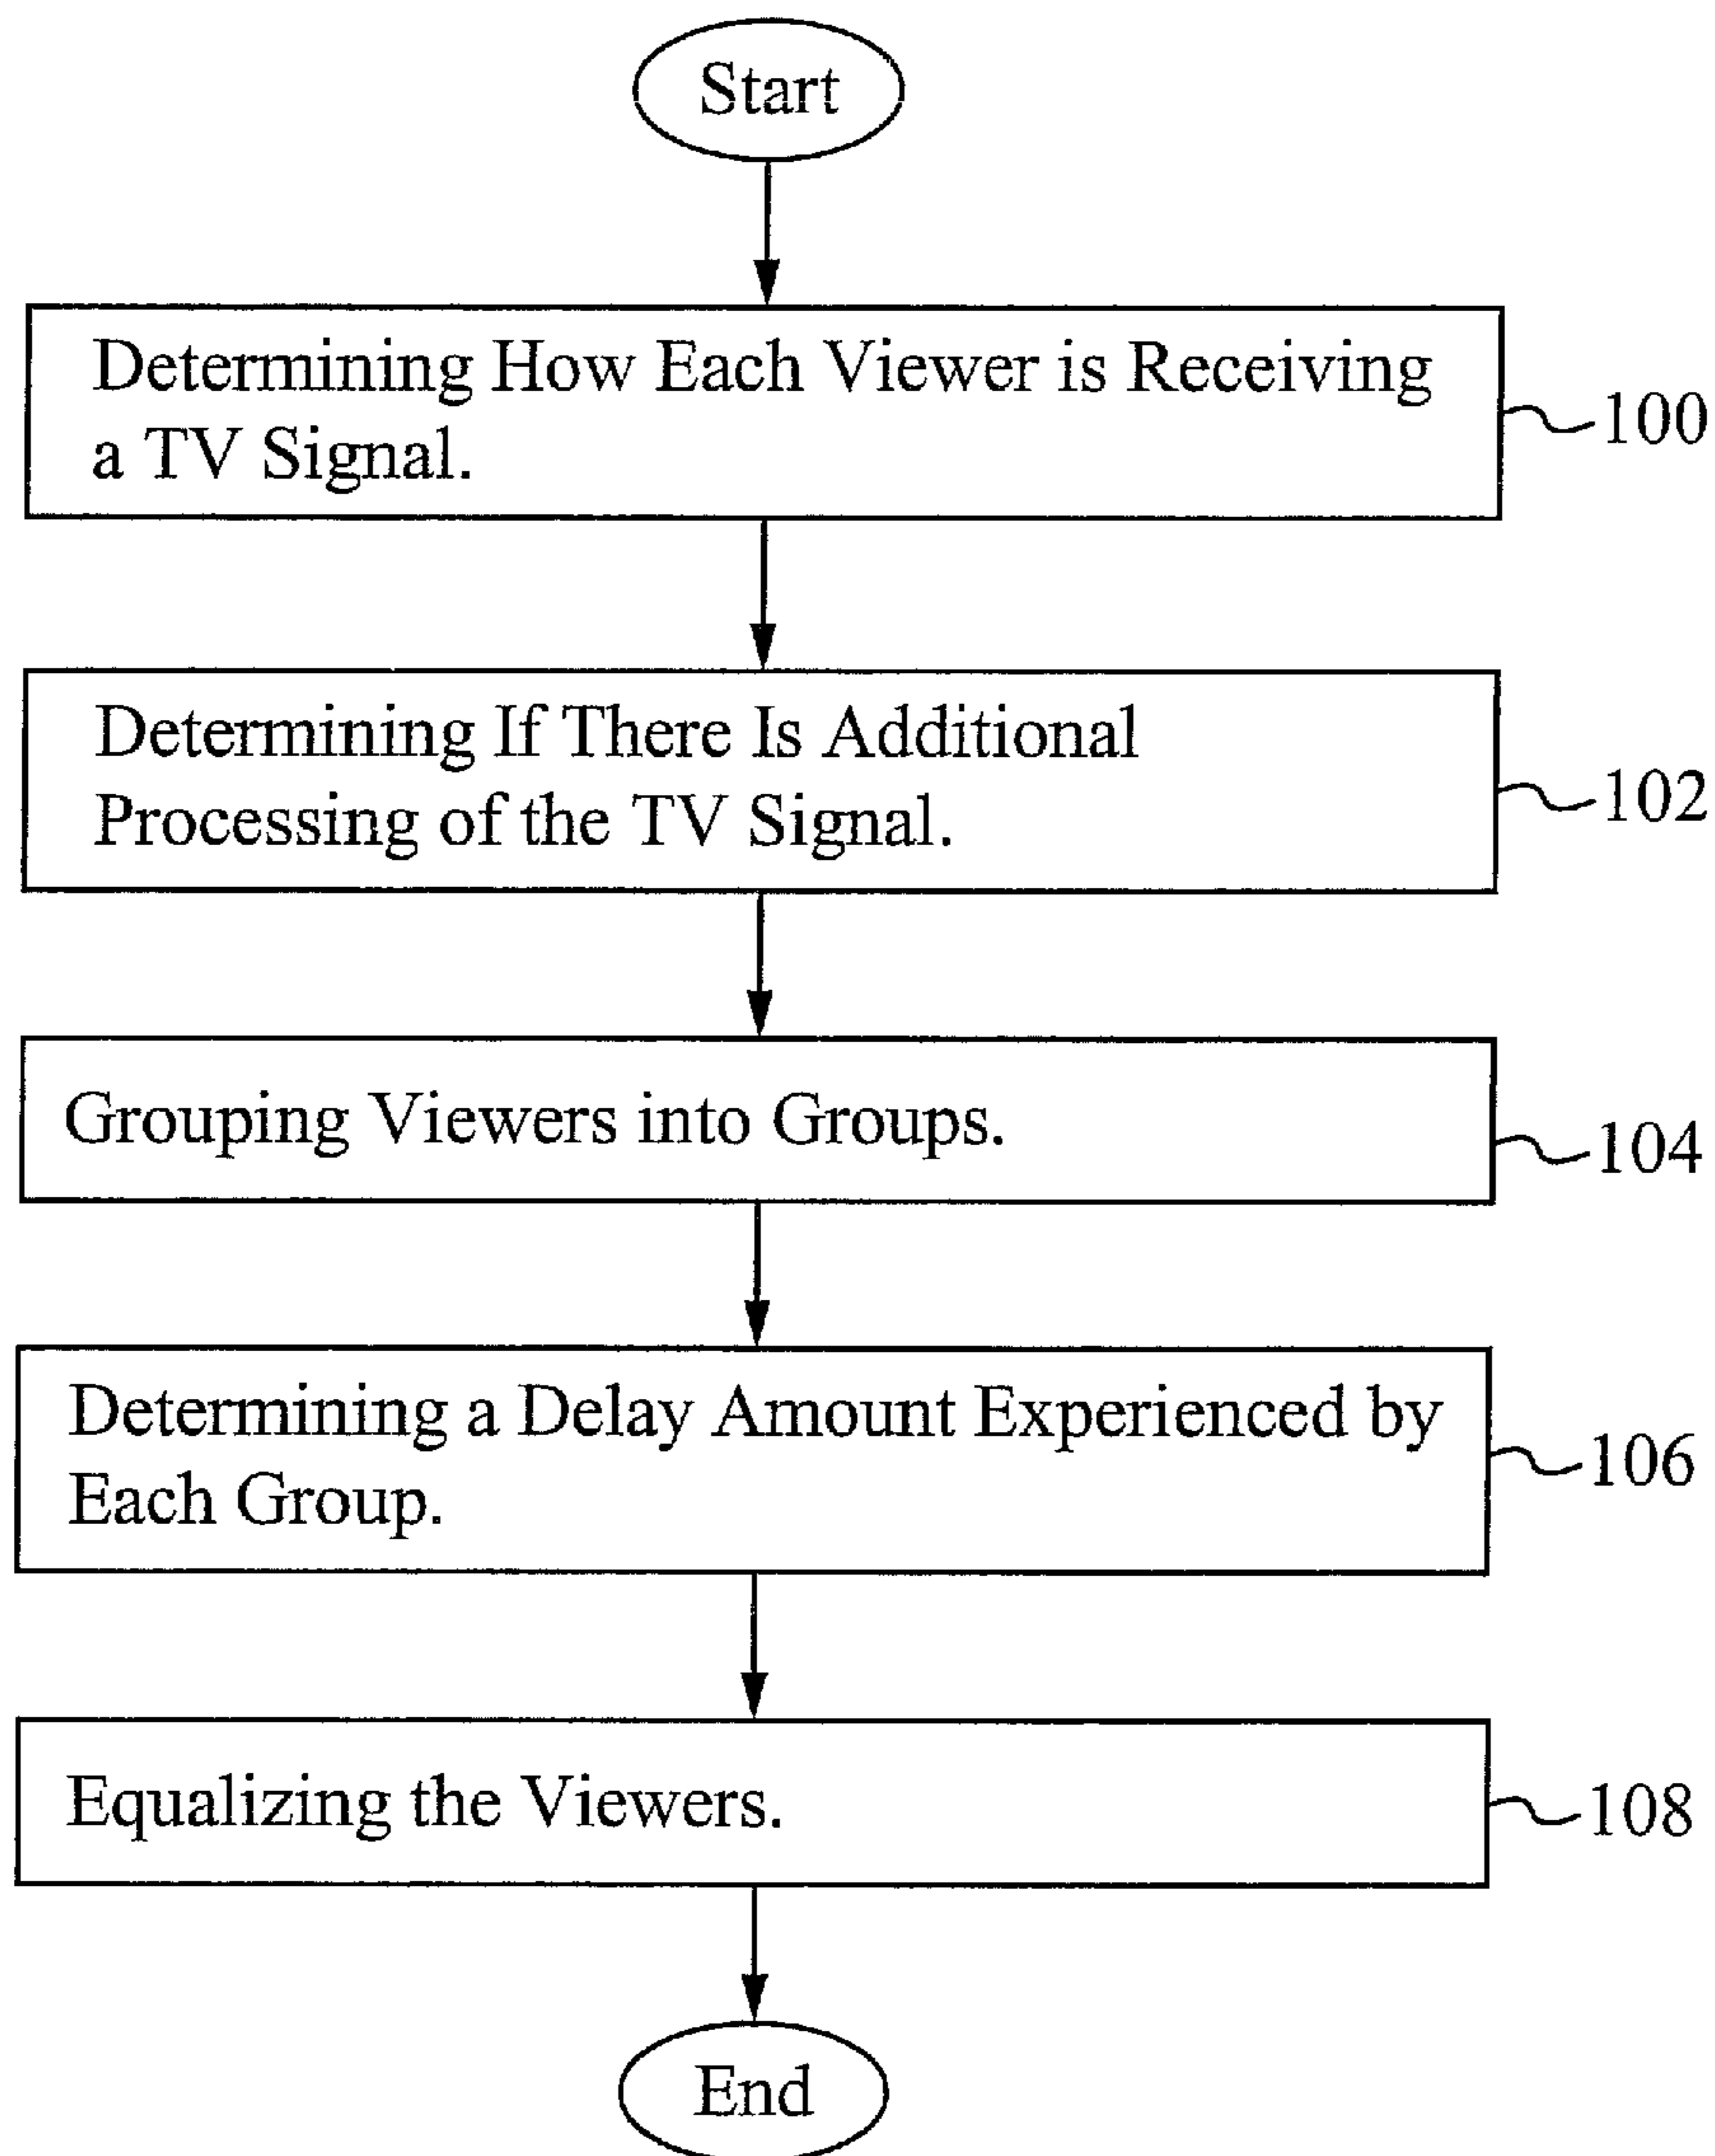 Start
Determining How Each Viewer is Receiving
a TV Signal.
100
Determining If There Is Additional
Processing of the TV Signal.
102
Grouping Viewers into Groups.
104
Determining a Delay Amount Experienced by
Each Group.
106
Equalizing the Viewers.
108
End